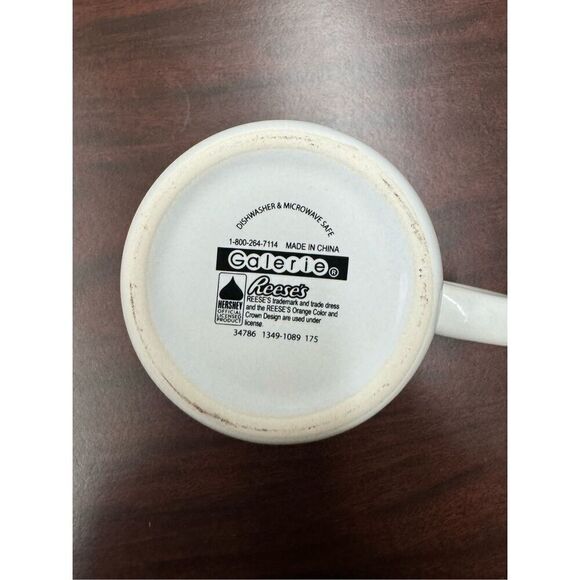 DISHWASHER & MICROWAVE SAFE
1-800-264-7114 MADE IN CHINA
Galerie®
Reese's
HERSHEY
OFFICIAL
LICENSED
PRODUCT
REESE'S trademark and trade dress
and the REESE'S Orange Color and
Crown Design are used under
license.
34786 1349-1089 175